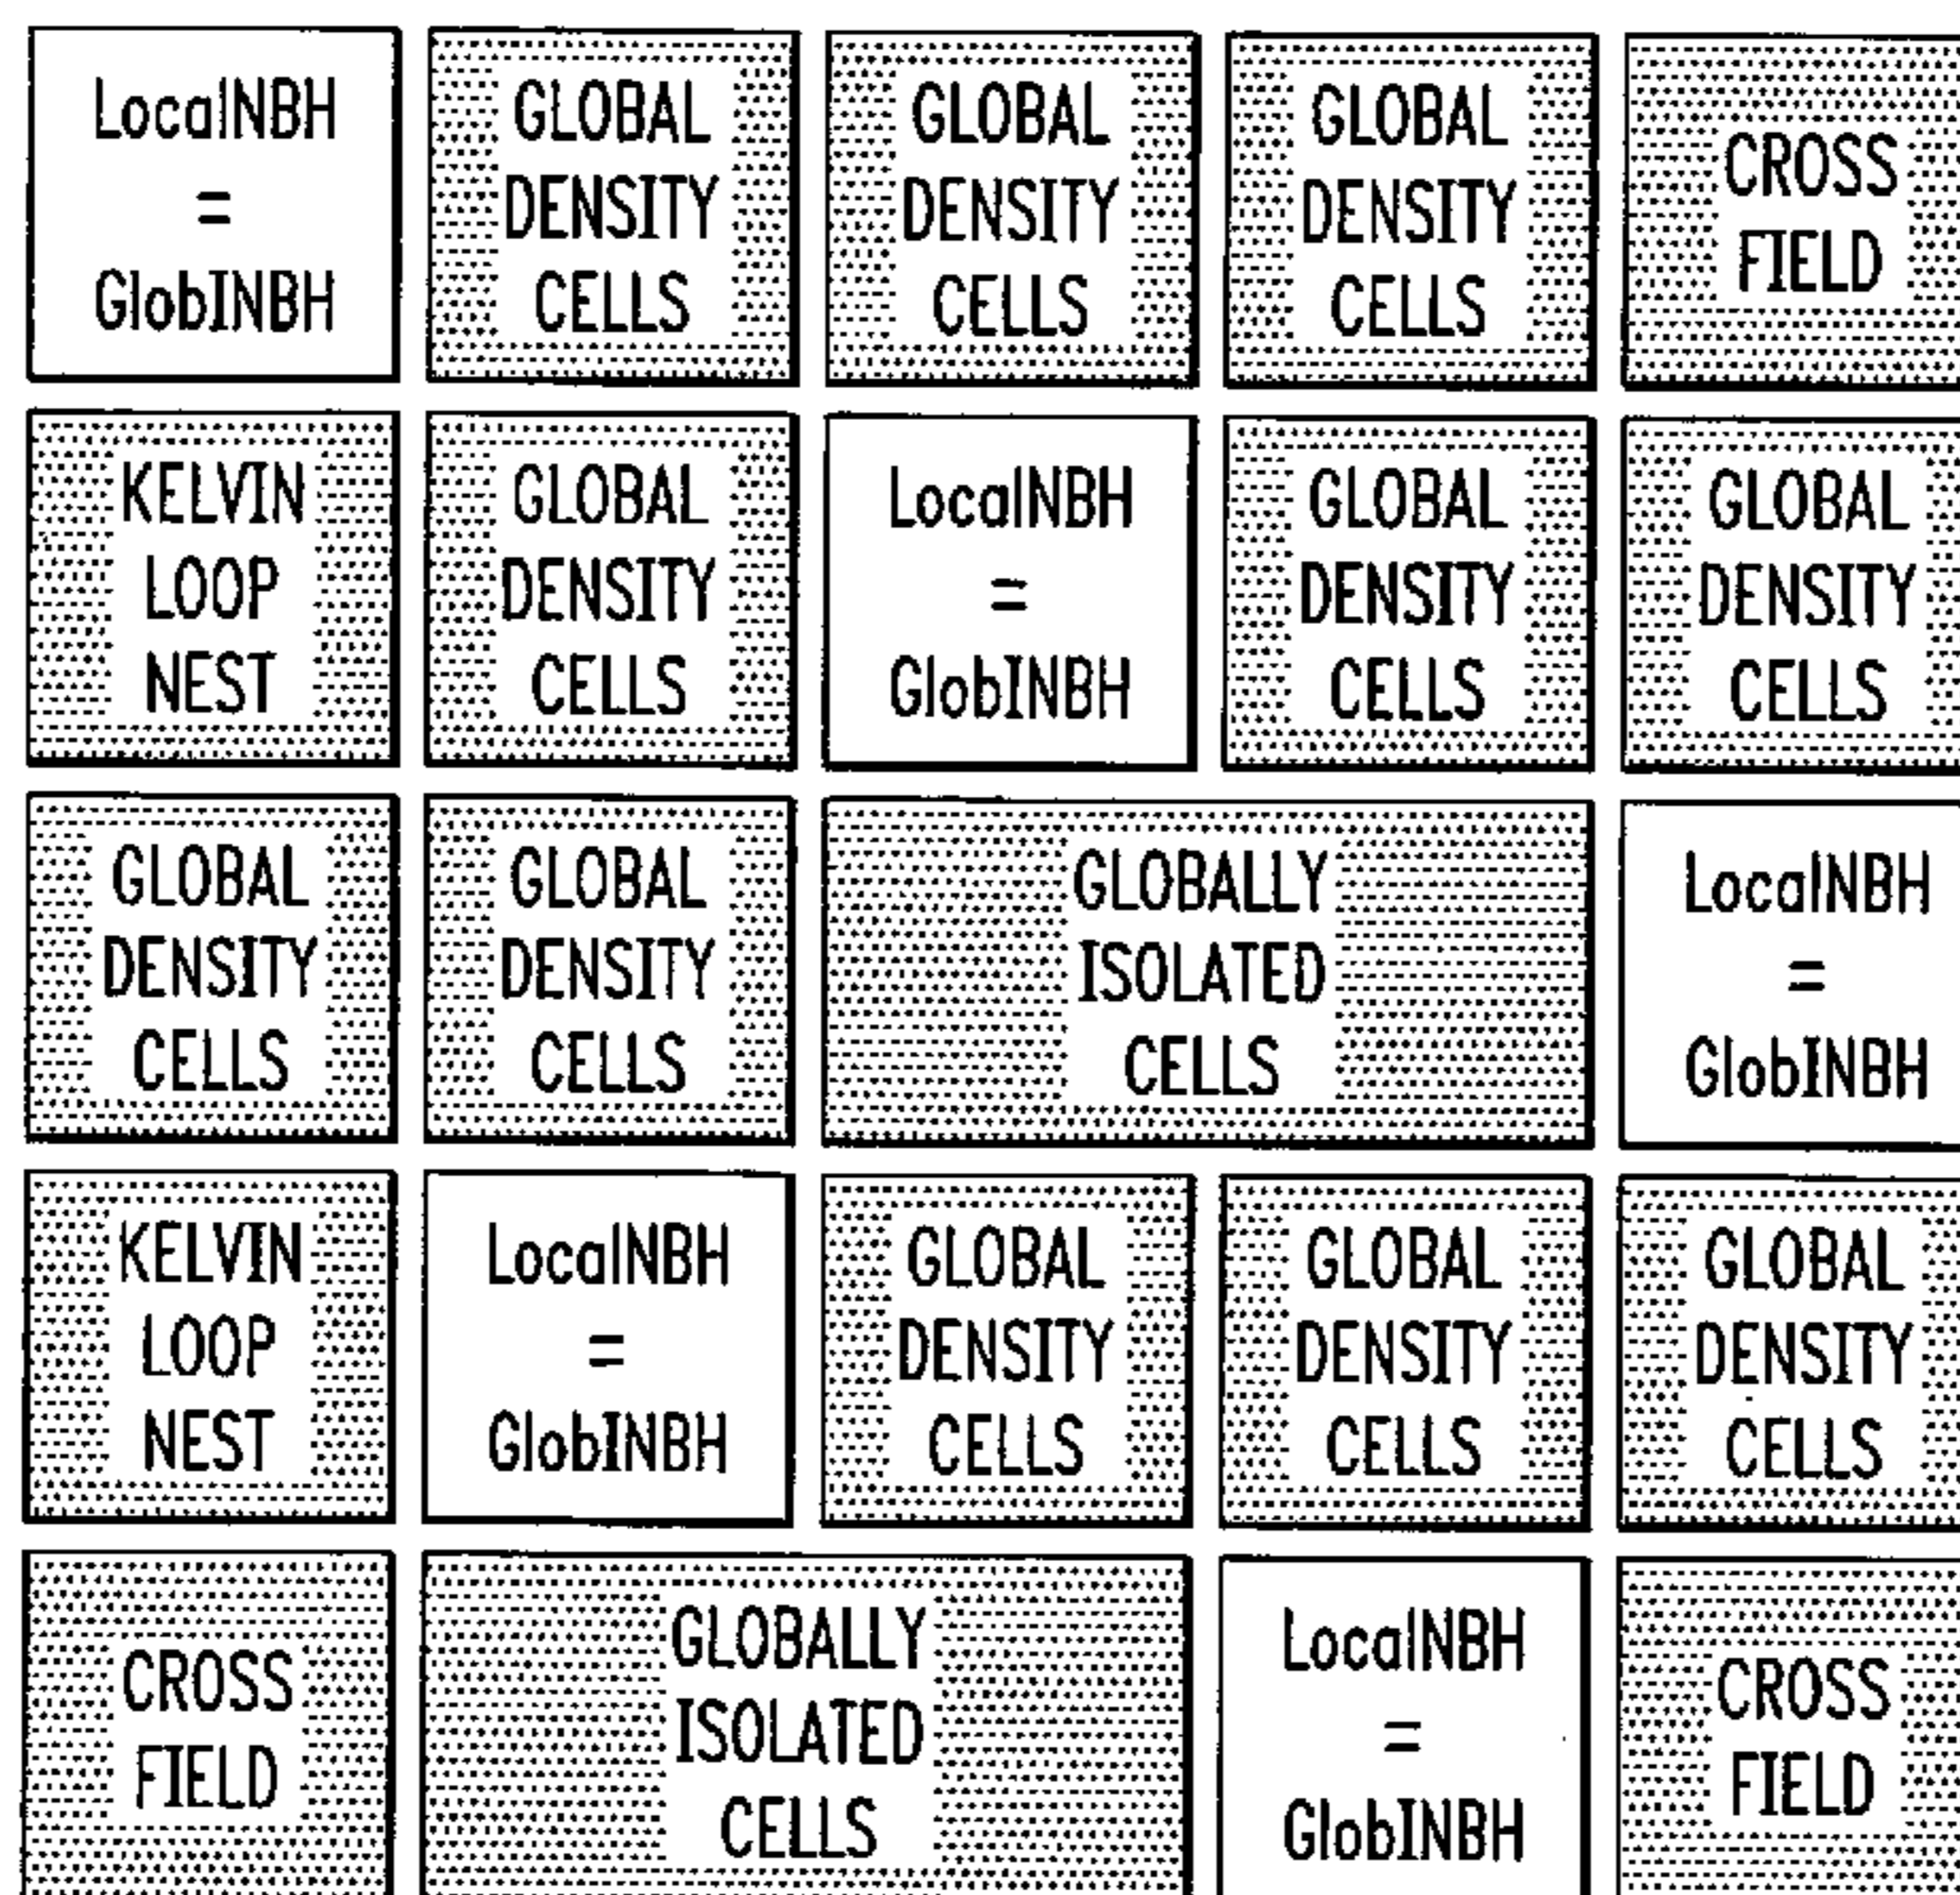 LocalNBH
=
GlobINBH
GLOBAL
DENSITY
CELLS
GLOBAL
DENSITY
CELLS
GLOBAL
DENSITY
CELLS
CROSS
FIELD
KELVIN
LOOP
NEST
GLOBAL
DENSITY
CELLS
LocalNBH
=
GlobINBH
GLOBAL
DENSITY
CELLS
GLOBAL
DENSITY
CELLS
GLOBAL
DENSITY
CELLS
GLOBAL
DENSITY
CELLS
GLOBALLY
ISOLATED
CELLS
LocalNBH
=
GlobINBH
KELVIN
LOOP
NEST
LocalNBH
=
GlobINBH
GLOBAL
DENSITY
CELLS
GLOBAL
DENSITY
CELLS
GLOBAL
DENSITY
CELLS
CROSS
FIELD
GLOBALLY
ISOLATED
CELLS
LocalNBH
=
GlobINBH
CROSS
FIELD